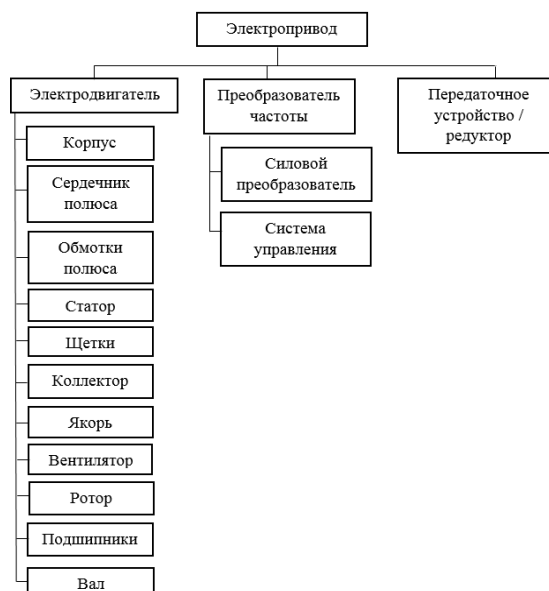 Электропривод
Электродвигатель
Корпус
Сердечник
полюса
Обмотки
полюса
Статор
Щетки
Коллектор
Якорь
Вентилятор
Ротор
Подшипники
Вал
Преобразователь
частоты
Силовой
преобразователь
Система
управления
Передаточное
устройство /
редуктор